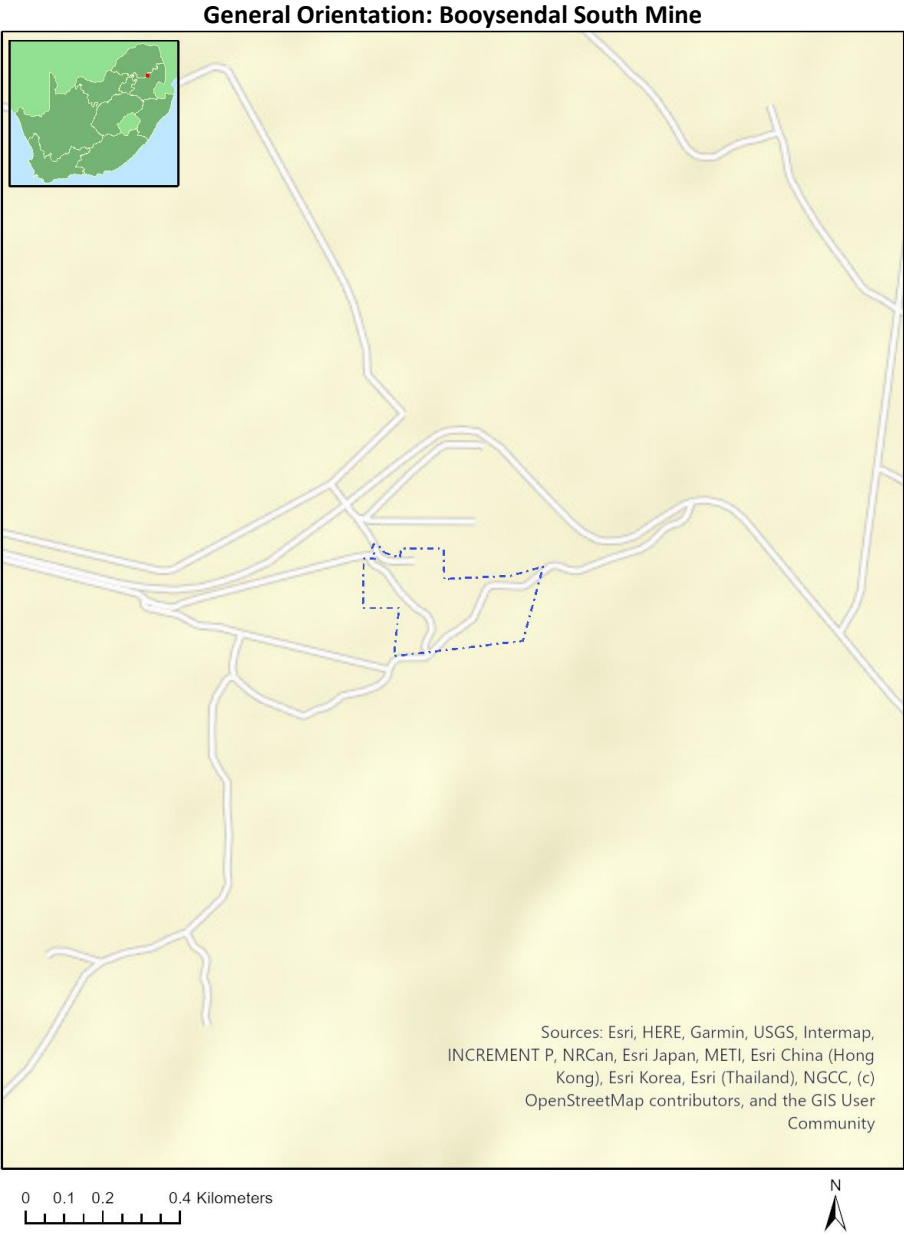 General Orientation: Booysendal South Mine
Sources: Esri, HERE, Garmin, USGS, Intermap,
INCREMENT P, NRCan, Esri Japan, METI, Esri China (Hong
Kong), Esri Korea, Esri (Thailand), NGCC, (c)
OpenStreetMap contributors, and the GIS User
Community
0 0.1 0.2 0.4 Kilometers
N